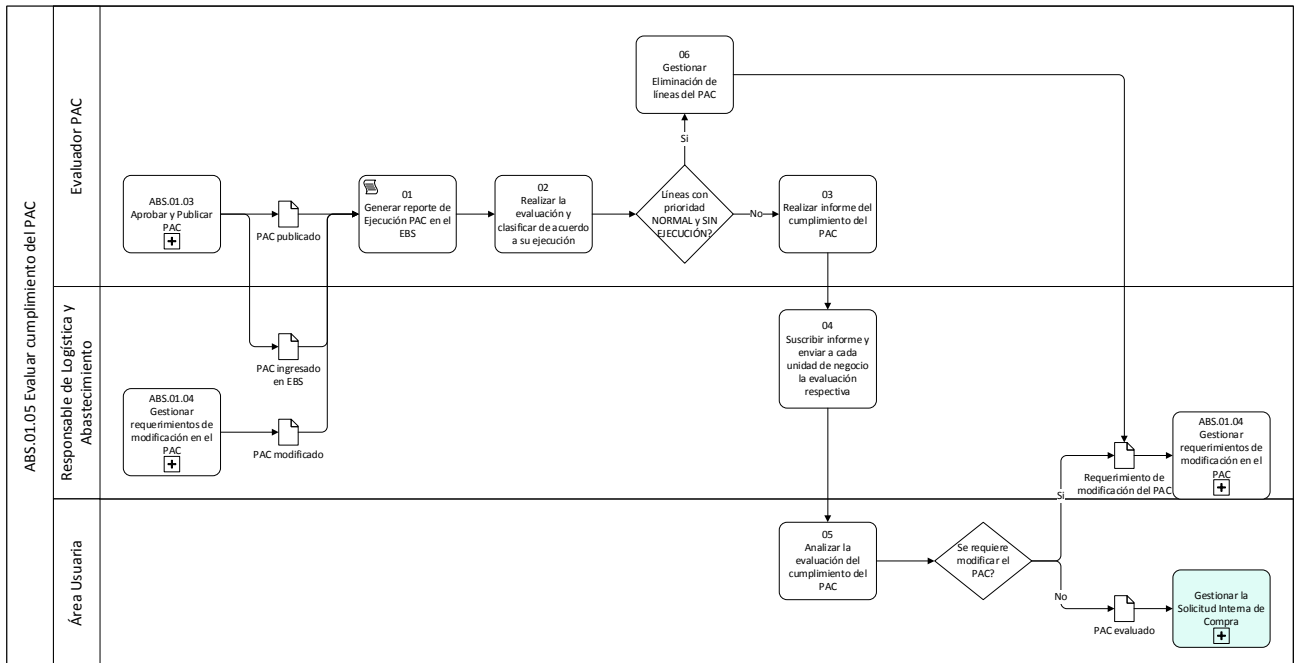 ABS.01.05 Evaluar cumplimiento del PAC
Evaluador PAC
ABS.01.03
Aprobar y Publicar
PAC
PAC publicado
01
Generar reporte de
Ejecución PAC en el
EBS
02
Realizar la
evaluación y
clasificar de acuerdo
a su ejecución
06
Gestionar
Eliminación de
líneas del PAC
Si
Líneas con
prioridad
NORMAL y SIN
EJECUCIÓN?
No
03
Realizar informe del
cumplimiento del
PAC
Responsable de Logística y
Abastecimiento
PAC ingresado
en EBS
ABS.01.04
Gestionar
requerimientos de
modificación en el
PAC
PAC modificado
04
Suscribir informe y
enviar a cada
unidad de negocio
la evaluación
respectiva
Requerimiento de
modificación del PAC
ABS.01.04
Gestionar
requerimientos de
modificación en el
PAC
Área Usuaria
05
Analizar la
evaluación del
cumplimiento del
PAC
Se requiere
modificar el
PAC?
Si
No
PAC evaluado
Gestionar la
Solicitud Interna de
Compra